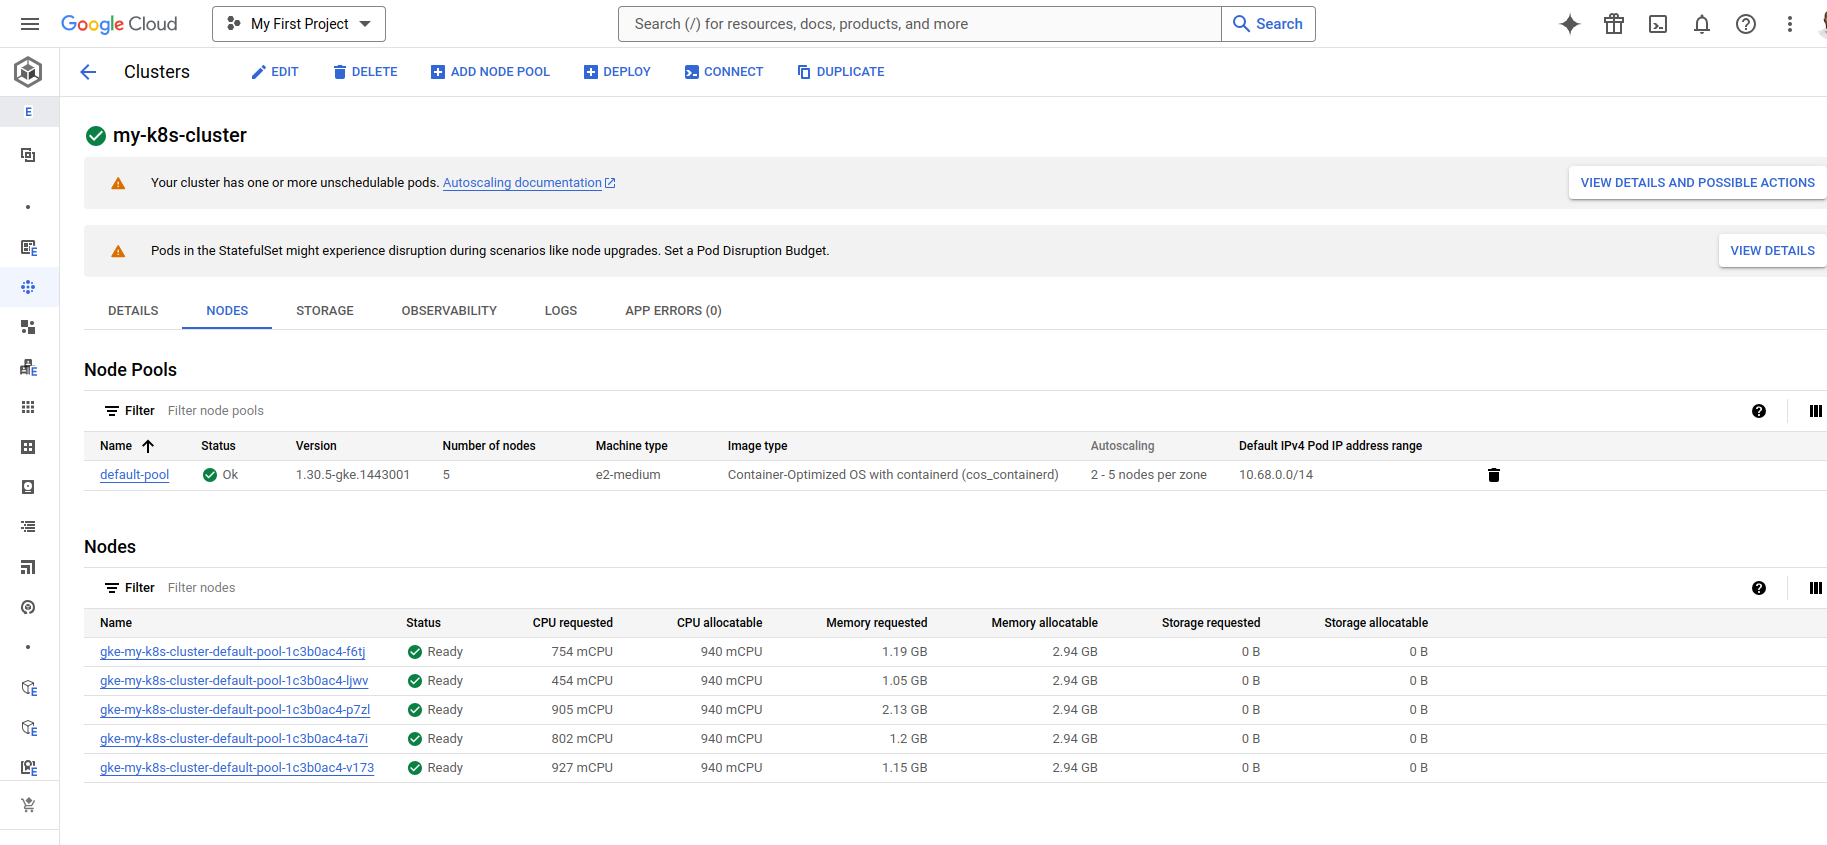 Google Cloud My First Project Search (/) for resources, docs, products, and more Search
Clusters EDIT DELETE ADD NODE POOL DEPLOY CONNECT DUPLICATE
E
my-k8s-cluster
Your cluster has one or more unschedulable pods. Autoscaling documentation VIEW DETAILS AND POSSIBLE ACTIONS
Pods in the StatefulSet might experience disruption during scenarios like node upgrades. Set a Pod Disruption Budget. VIEW DETAILS
DETAILS NODES STORAGE OBSERVABILITY LOGS APP ERRORS (0)
Node Pools
Filter Filter node pools
Name Status Version Number of nodes Machine type Image type Autoscaling Default IPv4 Pod IP address range
default-pool Ok 1.30.5-gke.1443001 5 e2-medium Container-Optimized OS with containerd (cos_containerd) 2 - 5 nodes per zone 10.68.0.0/14
Nodes
Filter Filter nodes
Name Status CPU requested CPU allocatable Memory requested Memory allocatable Storage requested Storage allocatable
gke-my-k8s-cluster-default-pool-1c3b0ac4-f6tj Ready 754 mCPU 940 mCPU 1.19 GB 2.94 GB 0 B 0 B
gke-my-k8s-cluster-default-pool-1c3b0ac4-ljwv Ready 454 mCPU 940 mCPU 1.05 GB 2.94 GB 0 B 0 B
gke-my-k8s-cluster-default-pool-1c3b0ac4-p7zl Ready 905 mCPU 940 mCPU 2.13 GB 2.94 GB 0 B 0 B
gke-my-k8s-cluster-default-pool-1c3b0ac4-ta7i Ready 802 mCPU 940 mCPU 1.2 GB 2.94 GB 0 B 0 B
gke-my-k8s-cluster-default-pool-1c3b0ac4-v173 Ready 927 mCPU 940 mCPU 1.15 GB 2.94 GB 0 B 0 B